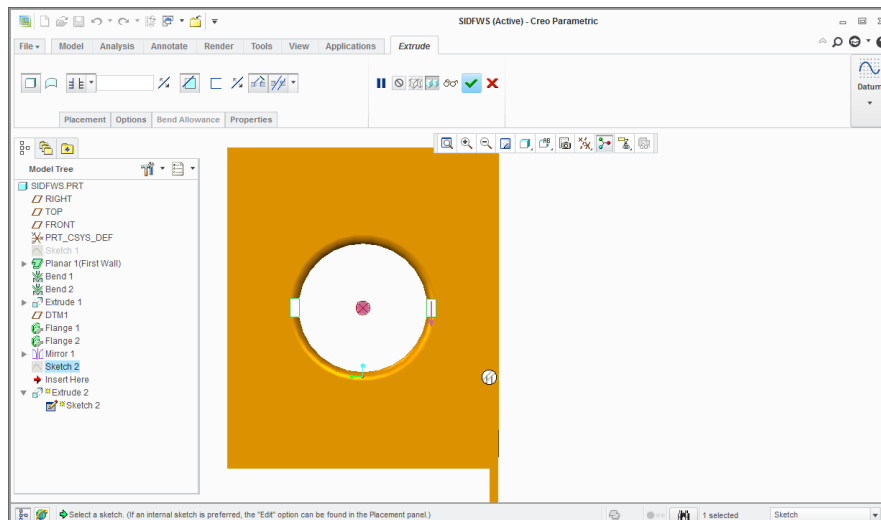 SIDFWS (Active) - Creo Parametric
File Model Analysis Annotate Render Tools View Applications Extrude
Datum
Placement Options Bend Allowance Properties
Model Tree
SIDFWS.PRT
RIGHT
TOP
FRONT
PRT_CSYS_DEF
Sketch 1
Planar 1(First Wall)
Bend 1
Bend 2
Extrude 1
DTM1
Flange 1
Flange 2
Mirror 1
Sketch 2
Insert Here
Extrude 2
Sketch 2
Select a sketch. (If an internal sketch is preferred, the "Edit" option can be found in the Placement panel.) 1 selected Sketch